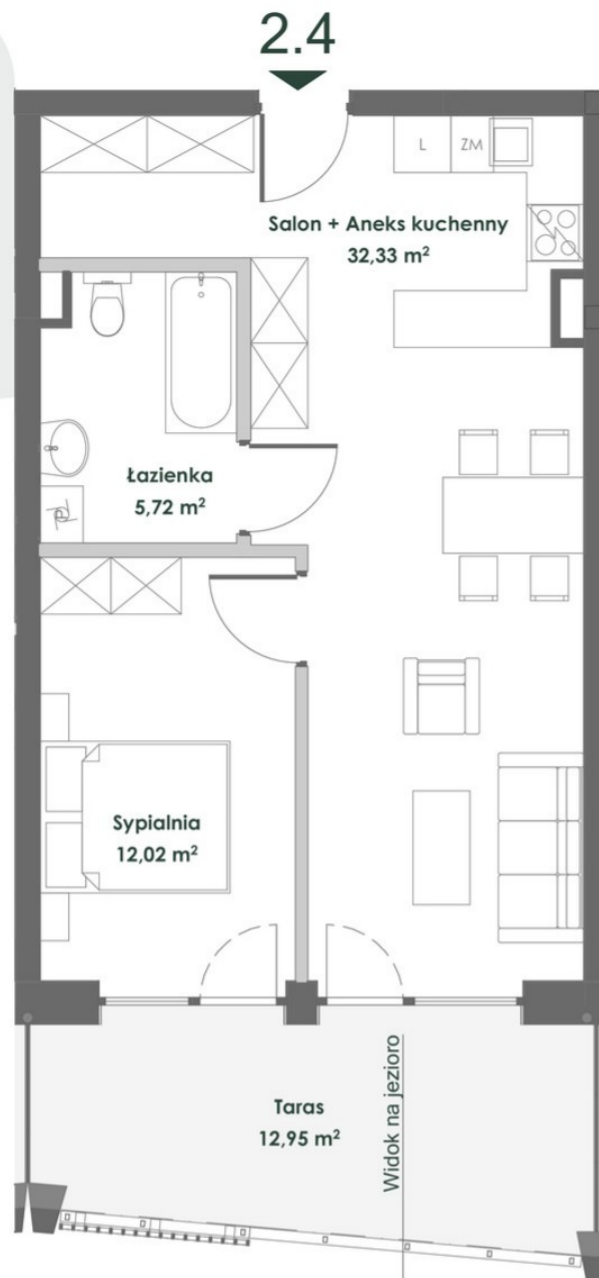 2.4
L
ZM
Salon + Aneks kuchenny
32,33 m²
Łazienka
5,72 m²
P
Sypialnia
12,02 m²
Taras
12,95 m²
Widok na jezioro